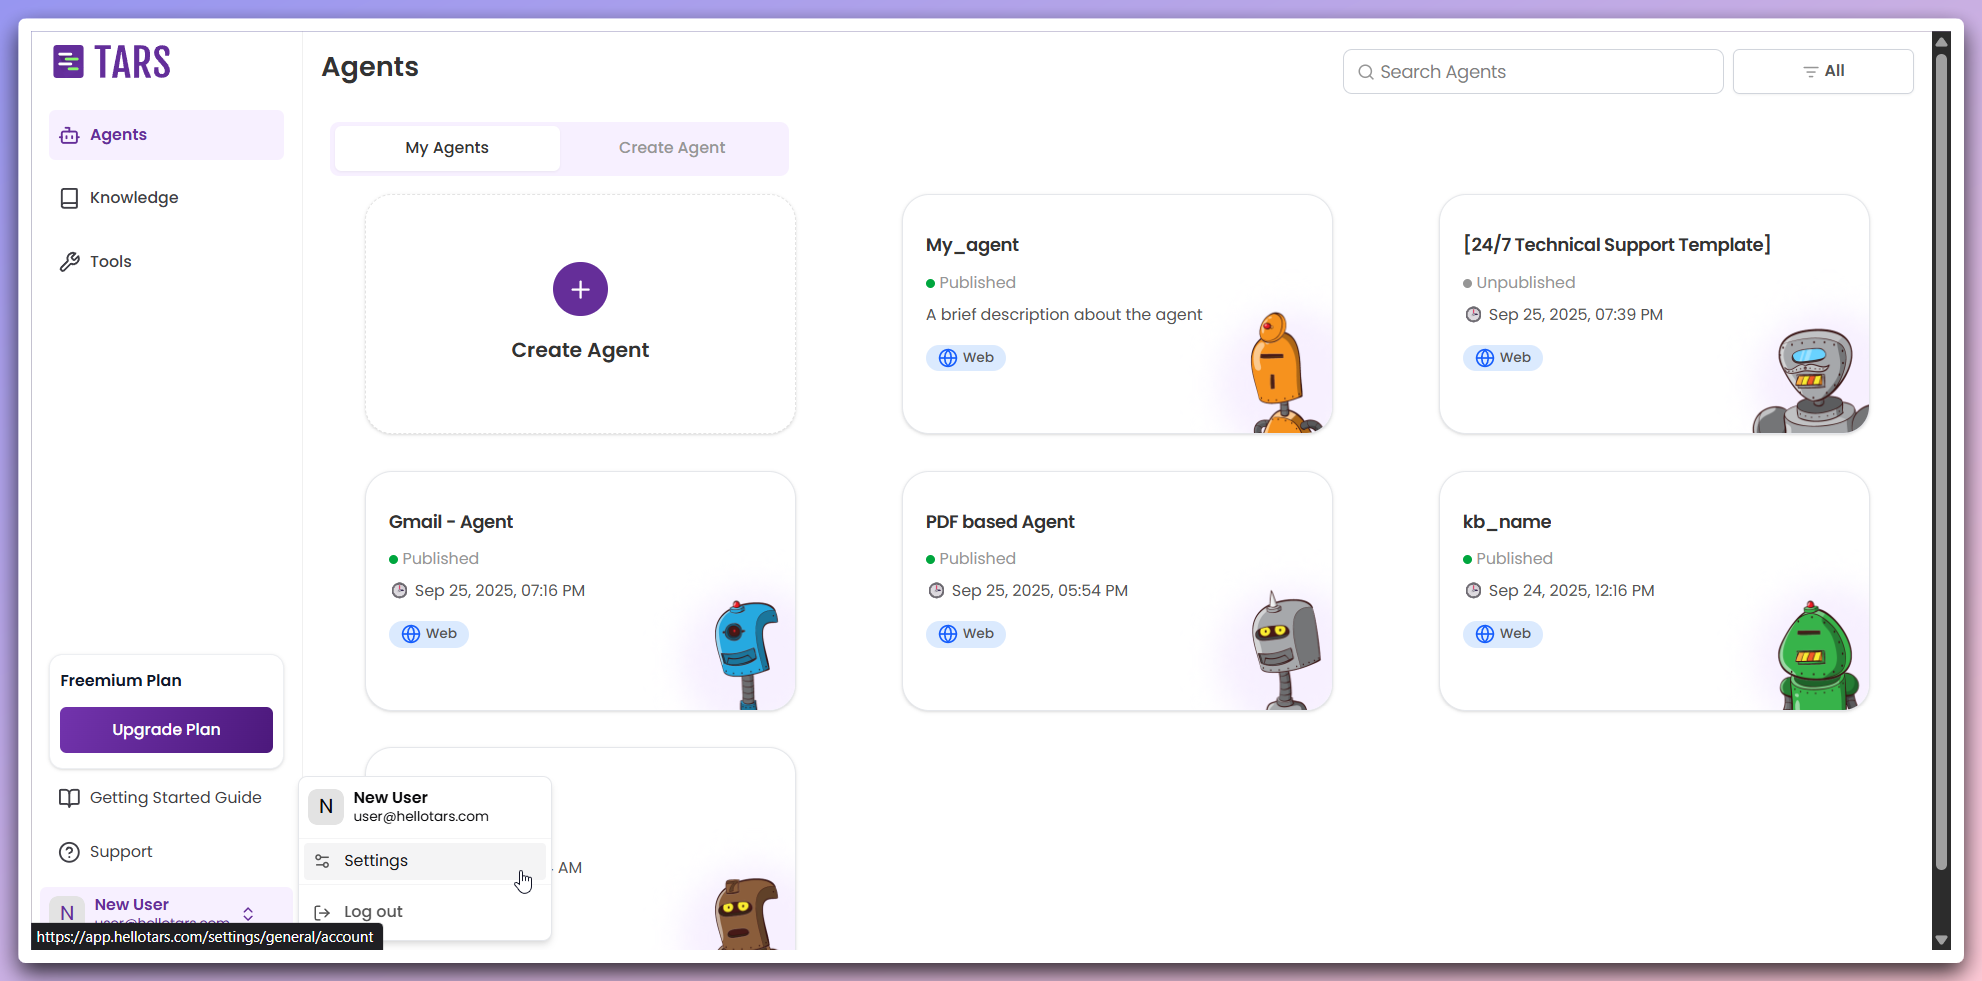 TARS
Agents
Search Agents
All
Agents
Knowledge
Tools
My Agents
Create Agent
Create Agent
My_agent
Published
A brief description about the agent
Web
[24/7 Technical Support Template]
Unpublished
Sep 25, 2025, 07:39 PM
Web
Gmail - Agent
Published
Sep 25, 2025, 07:16 PM
Web
PDF based Agent
Published
Sep 25, 2025, 05:54 PM
Web
kb_name
Published
Sep 24, 2025, 12:16 PM
Web
Freemium Plan
Upgrade Plan
Getting Started Guide
Support
N
New User
user@hellotars.com
N
New User
user@hellotars.com
Settings
AM
Log out
https://app.hellotars.com/settings/general/account